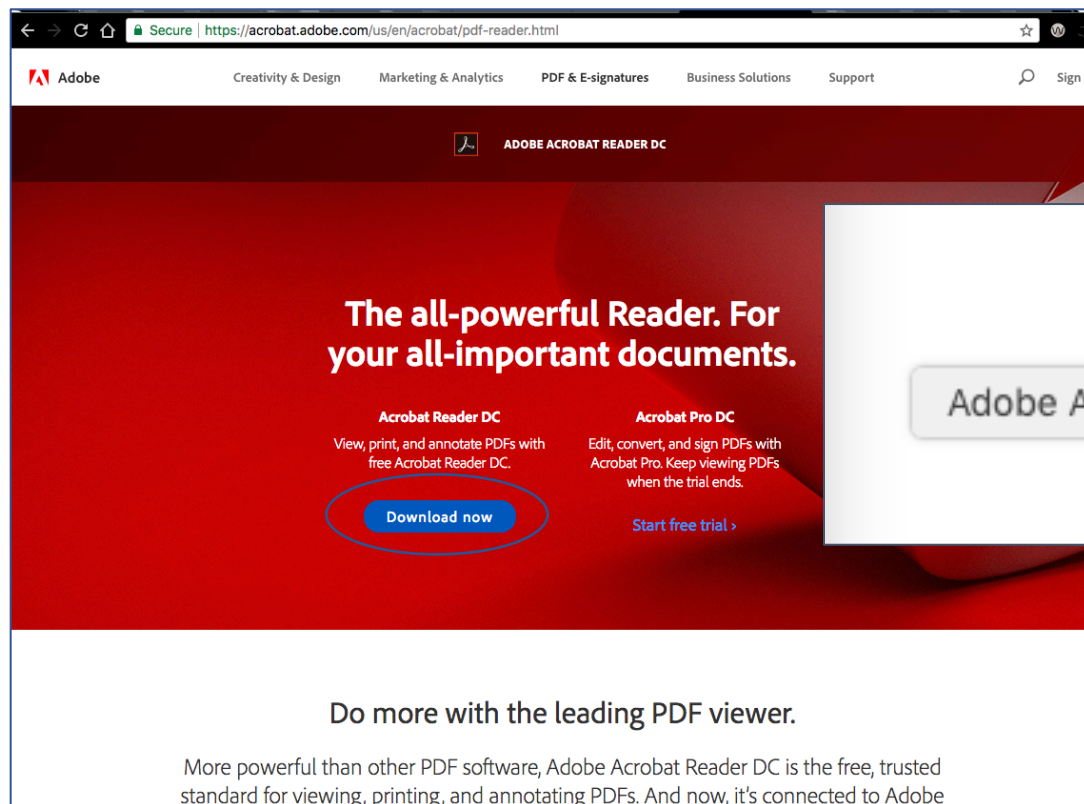 Secure | https://acrobat.adobe.com/us/en/acrobat/pdf-reader.html
Adobe
Creativity & Design
Marketing & Analytics
PDF & E-signatures
Business Solutions
Support
Sign
ADOBE ACROBAT READER DC
The all-powerful Reader. For
your all-important documents.
Acrobat Reader DC
View, print, and annotate PDFs with
free Acrobat Reader DC.
Download now
Acrobat Pro DC
Edit, convert, and sign PDFs with
Acrobat Pro. Keep viewing PDFs
when the trial ends.
Start free trial ›
Adobe A
Do more with the leading PDF viewer.
More powerful than other PDF software, Adobe Acrobat Reader DC is the free, trusted
standard for viewing, printing, and annotating PDFs. And now, it's connected to Adobe